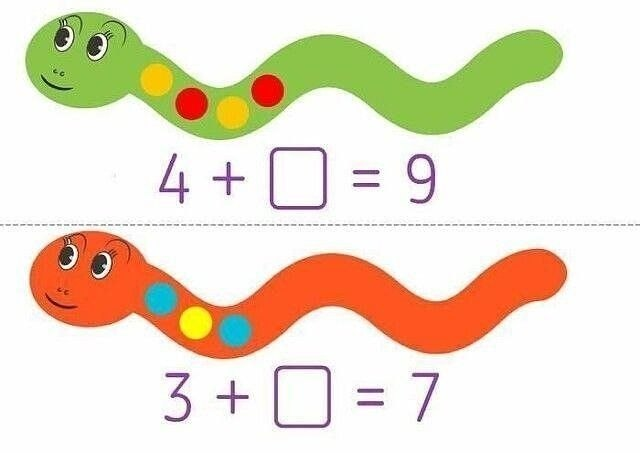 4 + □ = 9
3 + □ = 7